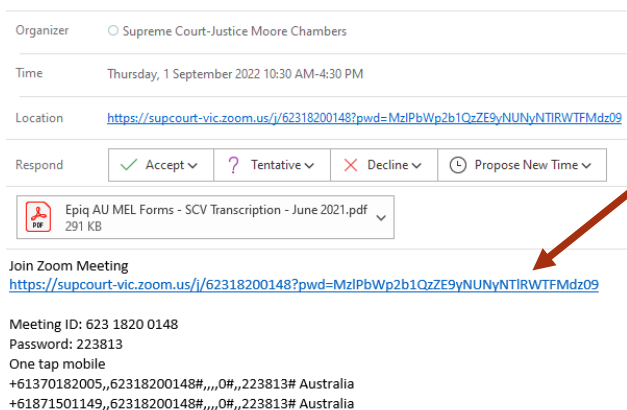 Organizer Supreme Court-Justice Moore Chambers
Time Thursday, 1 September 2022 10:30 AM-4:30 PM
Location https://supcourt-vic.zoom.us/j/62318200148?pwd=MzlPbWp2b1QzZE9yNUNyNTlRWTFMdz09
Respond Accept ? Tentative Decline Propose New Time
PDF Epiq AU MEL Forms - SCV Transcription - June 2021.pdf
291 KB
Join Zoom Meeting
https://supcourt-vic.zoom.us/j/62318200148?pwd=MzlPbWp2b1QzZE9yNUNyNTlRWTFMdz09
Meeting ID: 623 1820 0148
Password: 223813
One tap mobile
+61370182005,,62318200148#,,,,0#,,223813# Australia
+61871501149,,62318200148#,,,,0#,,223813# Australia